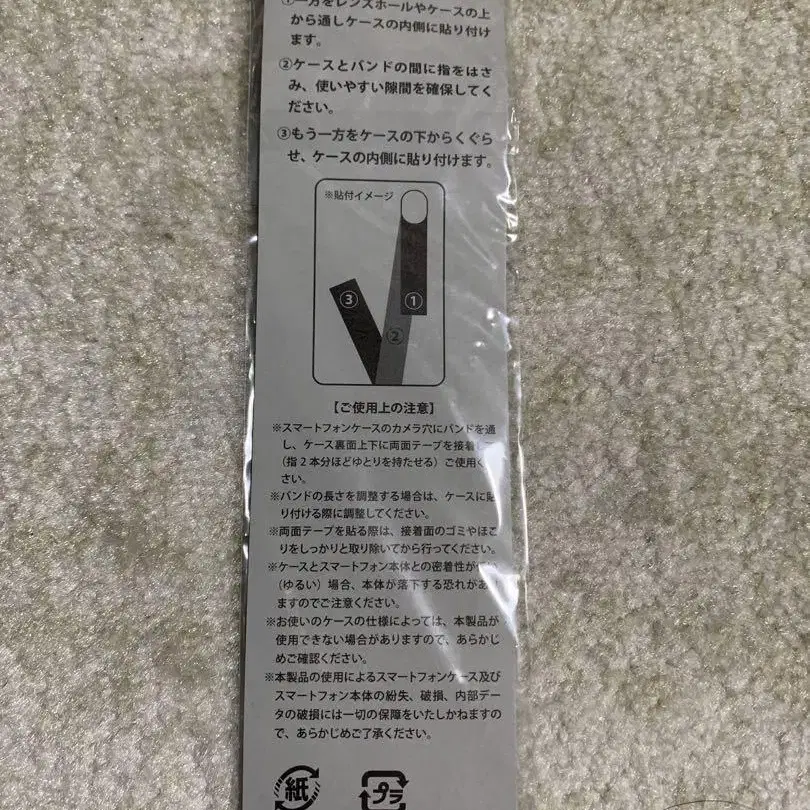 ①一方をレンズホールやケースの上
から通しケースの内側に貼り付け
ます。
②ケースとバンドの間に指をはさ
み、使いやすい隙間を確保してく
ださい。
③もう一方をケースの下からくぐら
せ、ケースの内側に貼り付けます。
※貼付イメージ
③
①
②
【ご使用上の注意】
※スマートフォンケースのカメラ穴にバンドを通
し、ケース裏面上下に両面テープを接着し
（指2本分ほどゆとりを持たせる）ご使用く
さい。
※バンドの長さを調整する場合は、ケースに貼
り付ける際に調整してください。
※両面テープを貼る際は、接着面のゴミやほこ
りをしっかりと取り除いてから行ってください。
※ケースとスマートフォン本体との密着性が
（ゆるい）場合、本体が落下する恐れがあり
ますのでご注意ください。
※お使いのケースの仕様によっては、本製品が
使用できない場合がありますので、あらかじ
めご確認ください。
※本製品の使用によるスマートフォンケース及び
スマートフォン本体の紛失、破損、内部デー
タの破損には一切の保障をいたしかねますの
で、あらかじめご了承ください。
紙
プラ